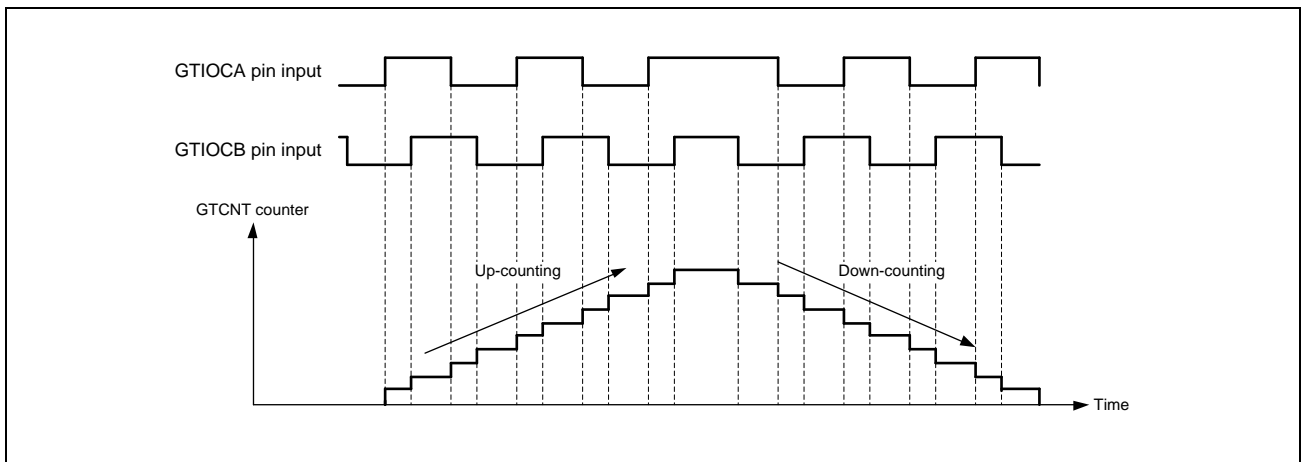 GTIOCA pin input
GTIOCB pin input
GTCNT counter
Up-counting
Down-counting
Time